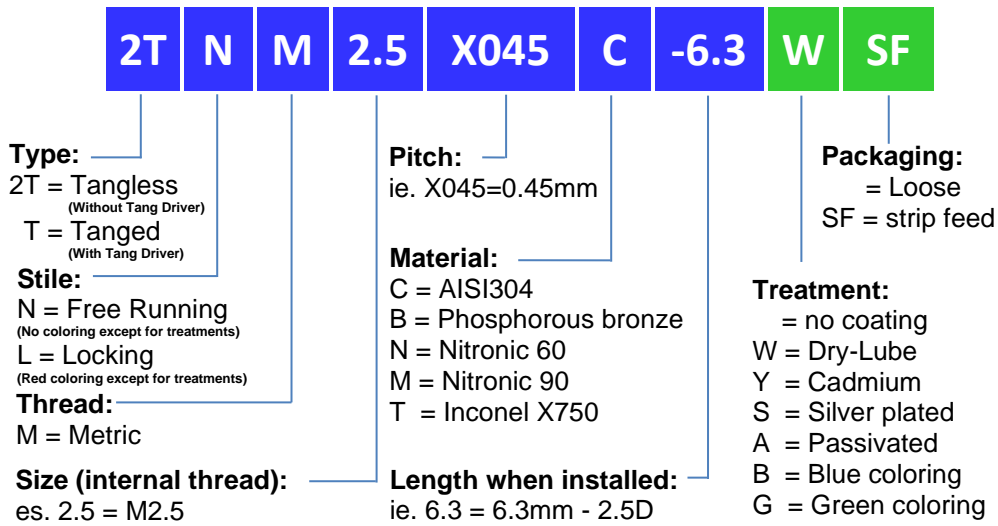 2T N M 2.5 X045 C -6.3 W SF
Type:
2T = Tangless
(Without Tang Driver)
T = Tanged
(With Tang Driver)
Stile:
N = Free Running
(No coloring except for treatments)
L = Locking
(Red coloring except for treatments)
Thread:
M = Metric
Size (internal thread):
es. 2.5 = M2.5
Pitch:
ie. X045=0.45mm
Material:
C = AISI304
B = Phosphorous bronze
N = Nitronic 60
M = Nitronic 90
T = Inconel X750
Length when installed:
ie. 6.3 = 6.3mm - 2.5D
Packaging:
= Loose
SF = strip feed
Treatment:
= no coating
W = Dry-Lube
Y = Cadmium
S = Silver plated
A = Passivated
B = Blue coloring
G = Green coloring